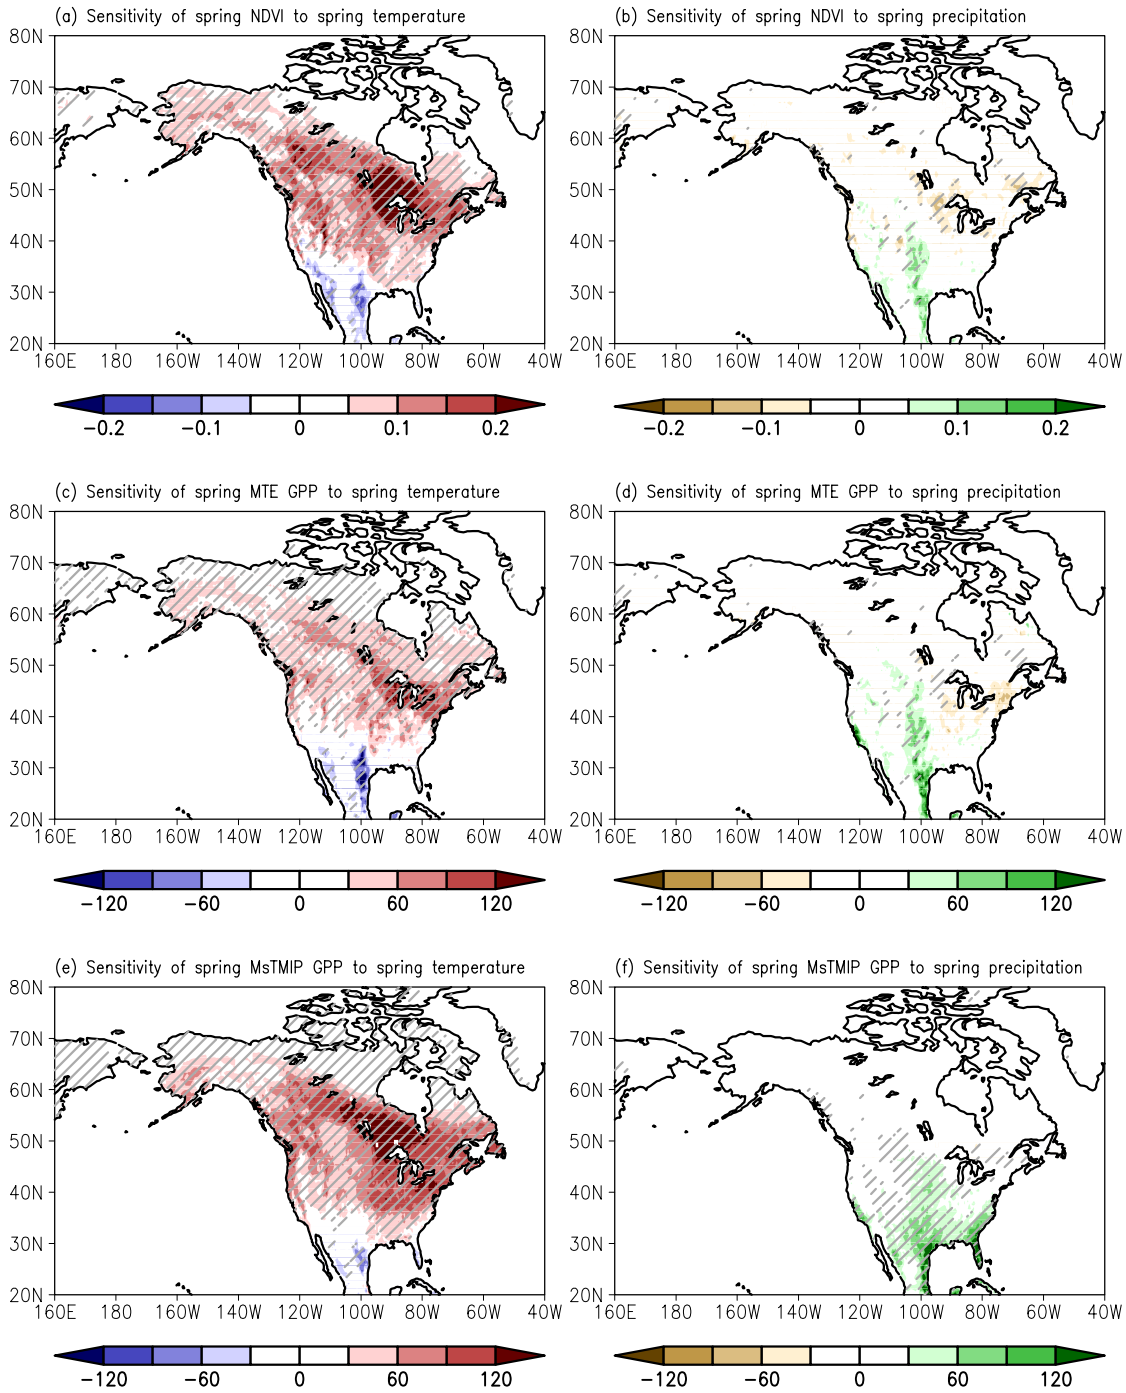 (a) Sensitivity of spring NDVI to spring temperature
(b) Sensitivity of spring NDVI to spring precipitation
80N
70N
60N
50N
40N
30N
20N
160E 180 160W 140W 120W 100W 80W 60W 40W
80N
70N
60N
50N
40N
30N
20N
160E 180 160W 140W 120W 100W 80W 60W 40W
−0.2 −0.1 0 0.1 0.2
−0.2 −0.1 0 0.1 0.2
(c) Sensitivity of spring MTE GPP to spring temperature
(d) Sensitivity of spring MTE GPP to spring precipitation
80N
70N
60N
50N
40N
30N
20N
160E 180 160W 140W 120W 100W 80W 60W 40W
80N
70N
60N
50N
40N
30N
20N
160E 180 160W 140W 120W 100W 80W 60W 40W
−120 −60 0 60 120
−120 −60 0 60 120
(e) Sensitivity of spring MsTMIP GPP to spring temperature
(f) Sensitivity of spring MsTMIP GPP to spring precipitation
80N
70N
60N
50N
40N
30N
20N
160E 180 160W 140W 120W 100W 80W 60W 40W
80N
70N
60N
50N
40N
30N
20N
160E 180 160W 140W 120W 100W 80W 60W 40W
−120 −60 0 60 120
−120 −60 0 60 120